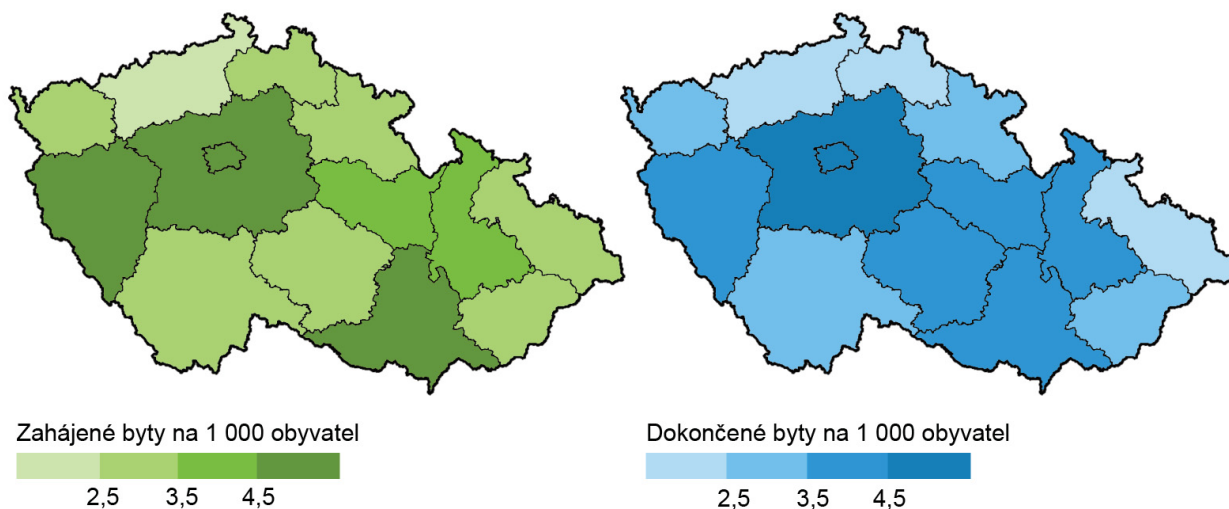 Zahájené byty na 1 000 obyvatel
2,5 3,5 4,5
Dokončené byty na 1 000 obyvatel
2,5 3,5 4,5